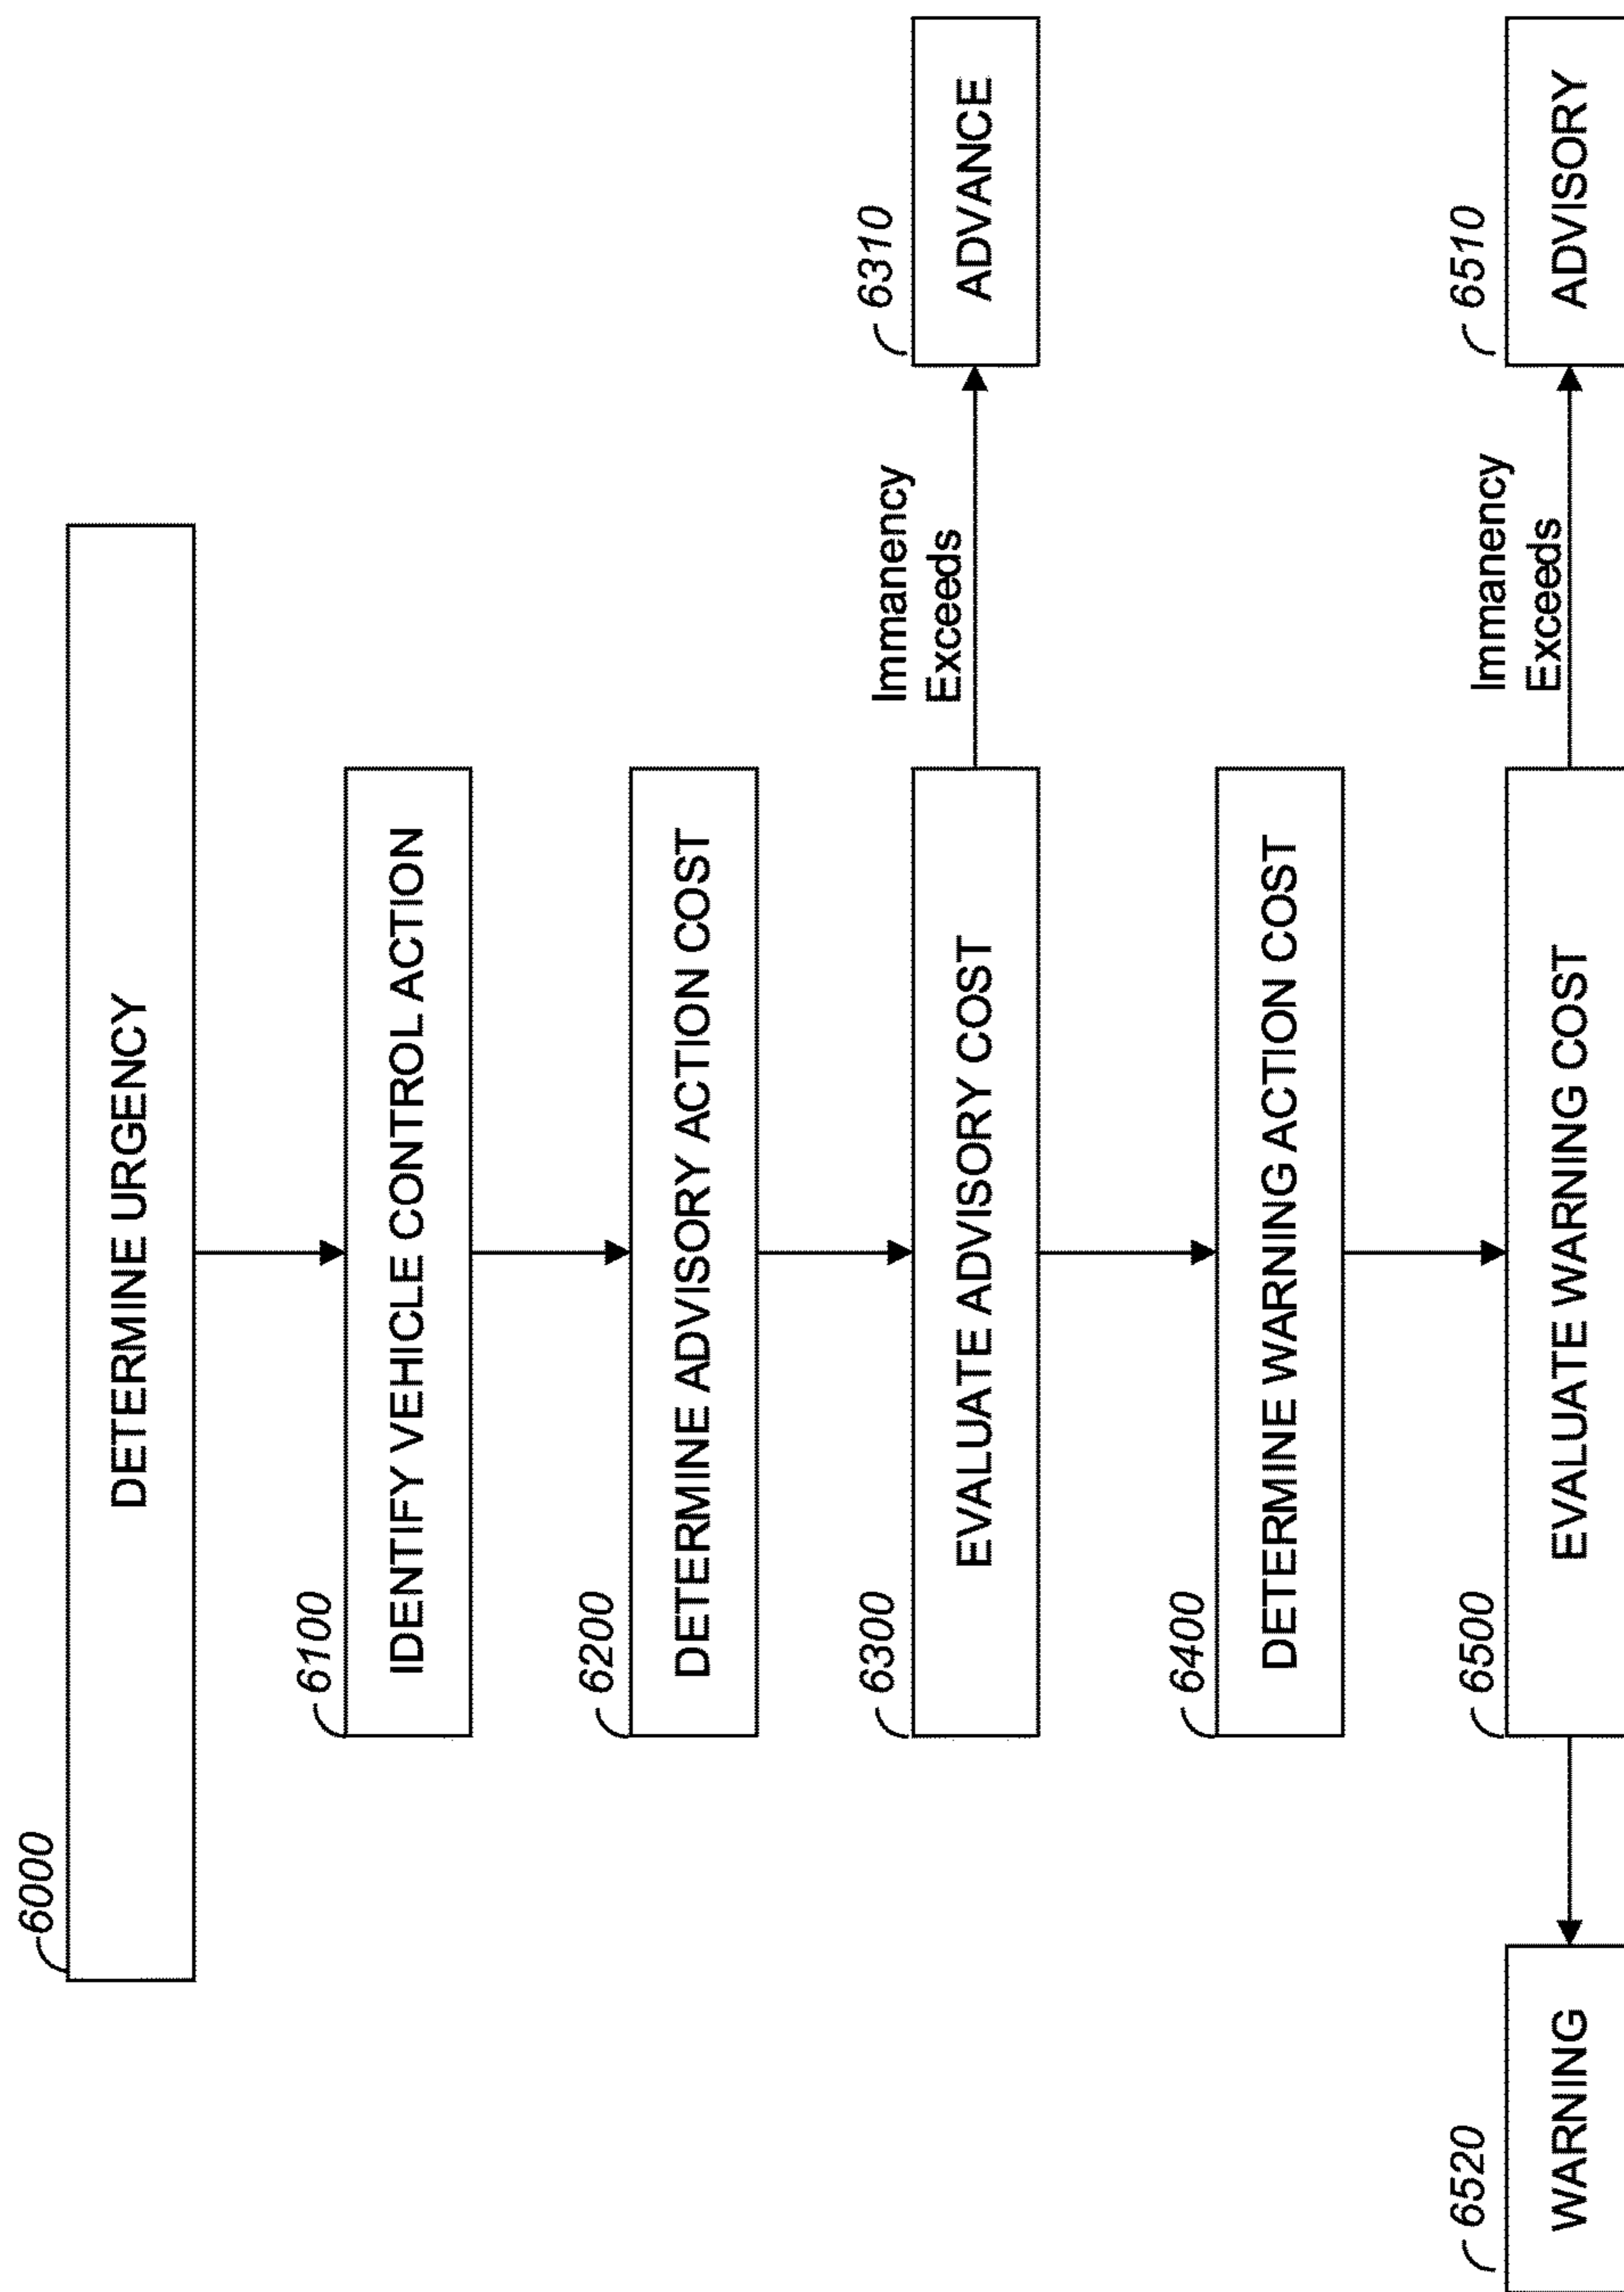 6000
DETERMINE URGENCY
6100
IDENTIFY VEHICLE CONTROL ACTION
6200
DETERMINE ADVISORY ACTION COST
6300
EVALUATE ADVISORY COST
Immanency
Exceeds
6310
ADVANCE
6400
DETERMINE WARNING ACTION COST
6520
WARNING
6500
EVALUATE WARNING COST
Immanency
Exceeds
6510
ADVISORY